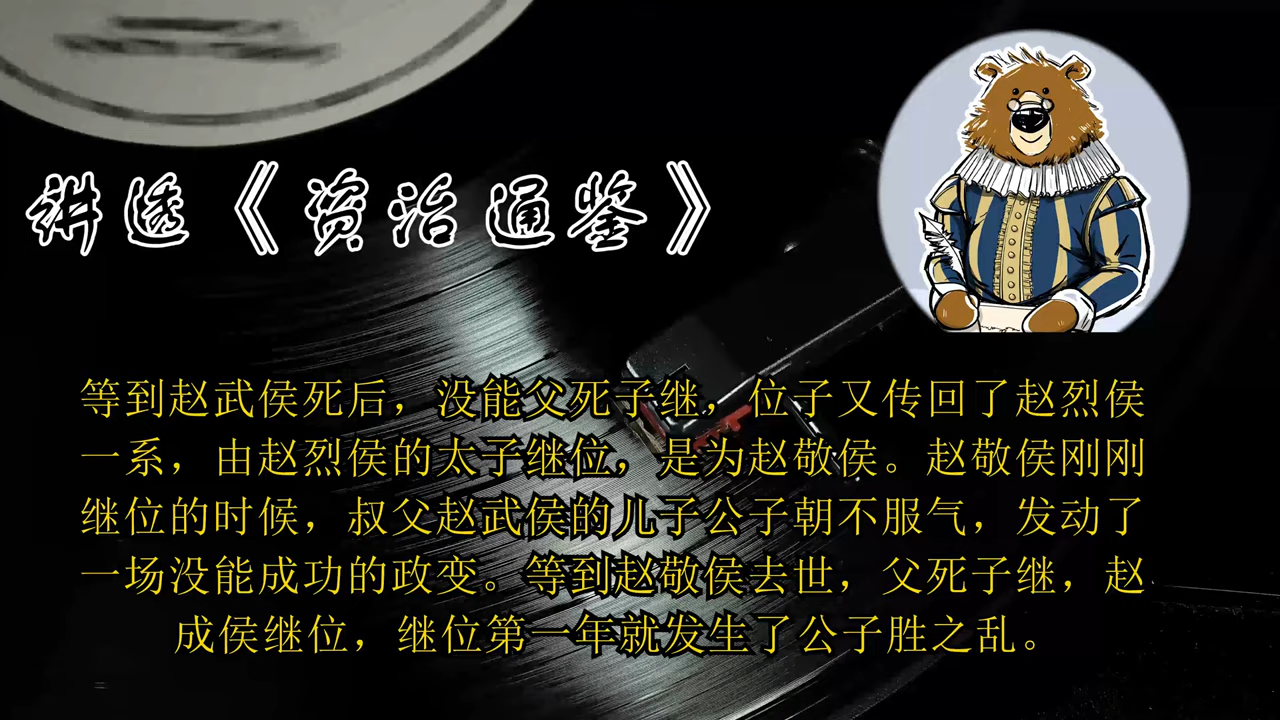 讲透《资治通鉴》
等到赵武侯死后，没能父死子继，位子又传回了赵烈侯
一系，由赵烈侯的太子继位，是为赵敬侯。赵敬侯刚刚
继位的时候，叔父赵武侯的儿子公子朝不服气，发动了
一场没能成功的政变。等到赵敬侯去世，父死子继，赵
成侯继位，继位第一年就发生了公子胜之乱。